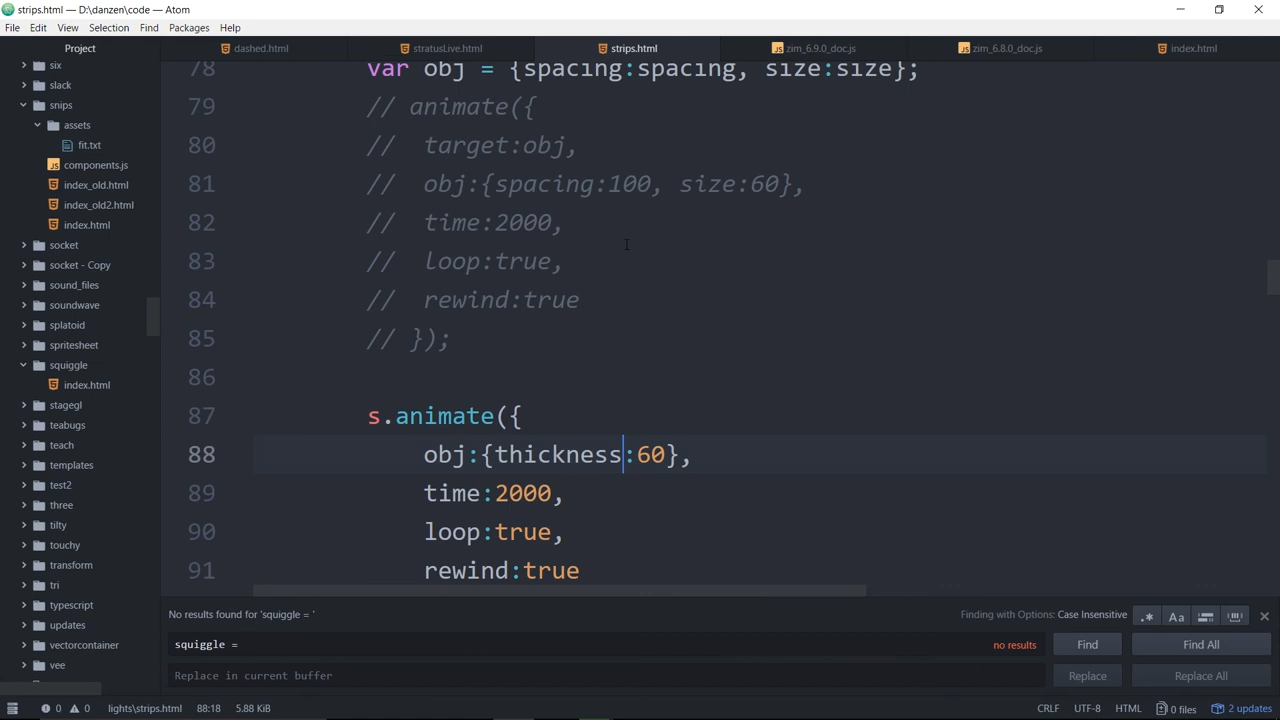 strips.html — D:\danzen\code — Atom
File Edit View Selection Find Packages Help
Project
dashed.html
stratusLive.html
strips.html
zim_6.9.0_doc.js
zim_6.8.0_doc.js
index.html
six
slack
snips
assets
fit.txt
components.js
index_old.html
index_old2.html
index.html
socket
socket - Copy
sound_files
soundwave
splatoid
spritesheet
squiggle
index.html
stagegl
teabugs
teach
templates
test2
three
tilty
touchy
transform
tri
typescript
updates
vectorcontainer
vee
78 var obj = {spacing:spacing, size:size};
79 // animate({
80 // target:obj,
81 // obj:{spacing:100, size:60},
82 // time:2000,
83 // loop:true,
84 // rewind:true
85 // });
86
87 s.animate({
88 obj:{thickness:60},
89 time:2000,
90 loop:true,
91 rewind:true
No results found for 'squiggle = '
Finding with Options: Case Insensitive
.* Aa
squiggle =
no results
Find
Find All
Replace in current buffer
Replace
Replace All
0 0 lights\strips.html 88:18 5.88 KiB
CRLF UTF-8 HTML 0 files 2 updates